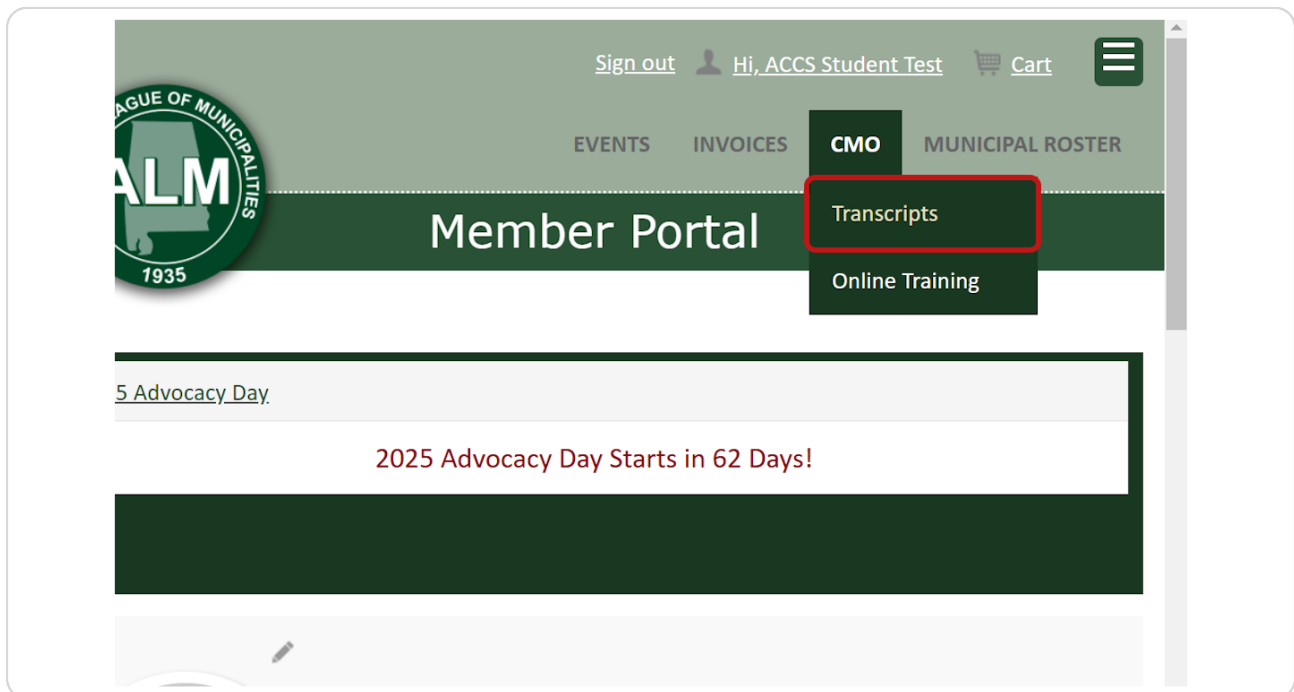 Sign out Hi, ACCS Student Test Cart
EVENTS INVOICES CMO MUNICIPAL ROSTER
AGUE OF MUNICIPALITIES
ALM
1935
Member Portal
Transcripts
Online Training
5 Advocacy Day
2025 Advocacy Day Starts in 62 Days!